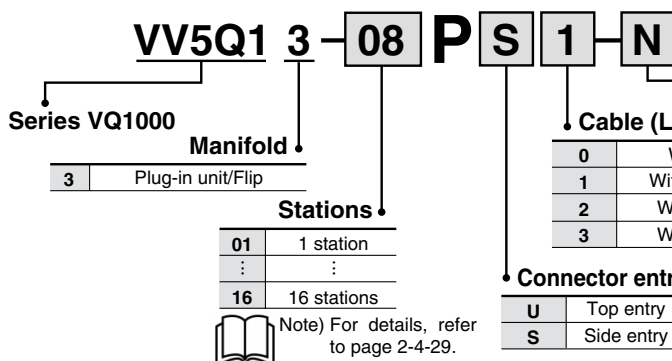 VV5Q1 3 – 08 P S 1 – N
Series VQ1000
Manifold
3 Plug-in unit/Flip
Stations
01 1 station
⋮ ⋮
16 16 stations
Note) For details, refer
to page 2-4-29.
Cable (L
0
1
2
3
Connector
U Top entry
S Side entry